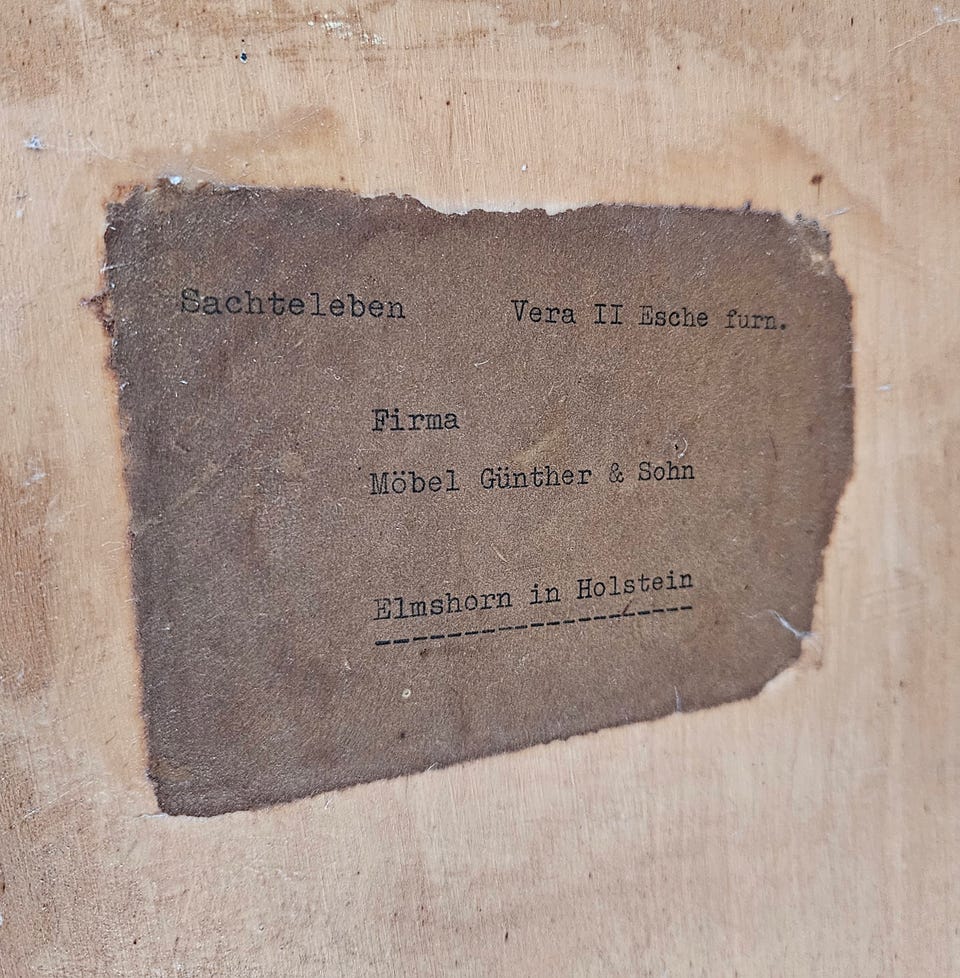 Sachteleben Vera II Esche furn.
Firma
Möbel Günther & Sohn
Elmshorn in Holstein